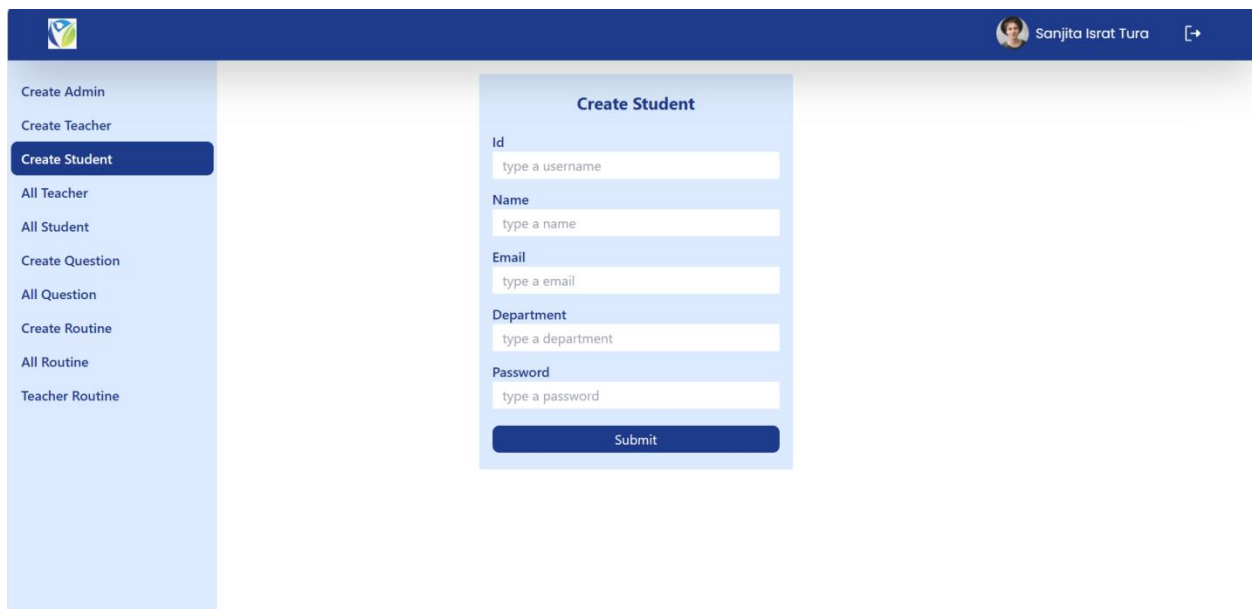 Sanjita Israt Tura
Create Admin
Create Teacher
Create Student
All Teacher
All Student
Create Question
All Question
Create Routine
All Routine
Teacher Routine
Create Student
Id
type a username
Name
type a name
Email
type a email
Department
type a department
Password
type a password
Submit